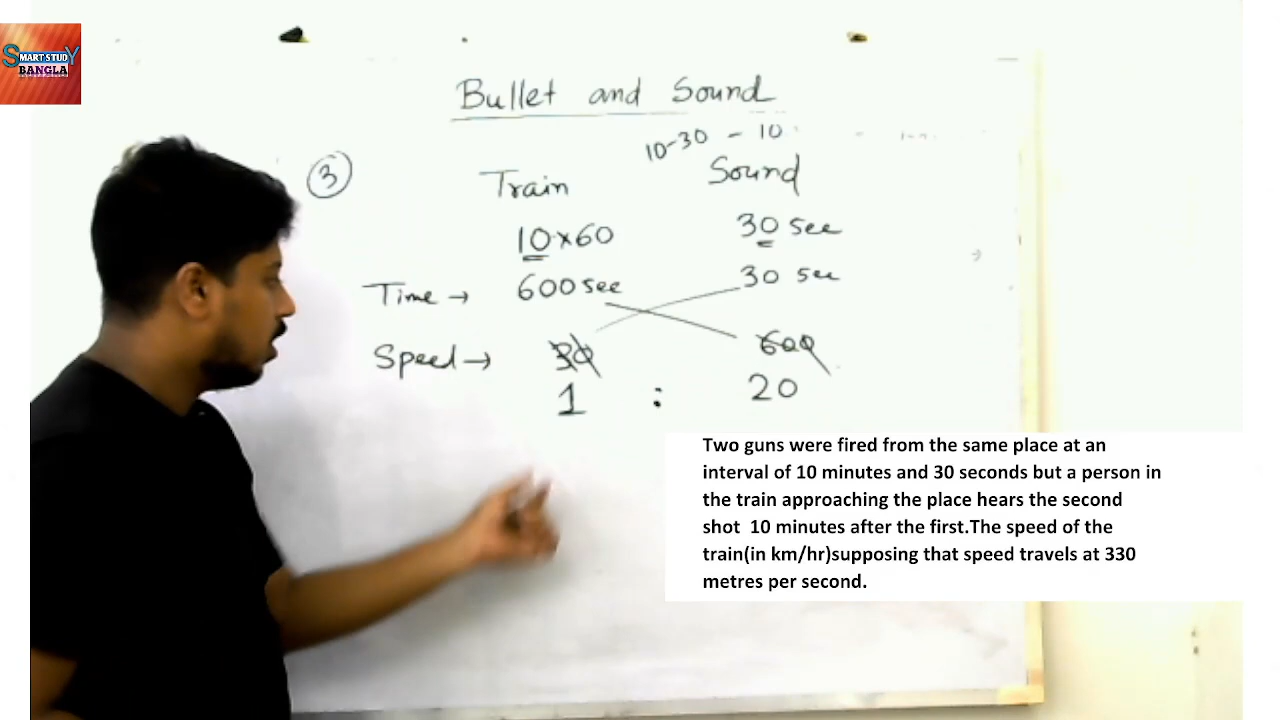 SMART STUDY
BANGLA
Bullet and Sound
10-30 - 10
3
Train Sound
10×60 30 sec
Time → 600 sec 30 sec
Speed → 30 600
1 : 20
Two guns were fired from the same place at an
interval of 10 minutes and 30 seconds but a person in
the train approaching the place hears the second
shot 10 minutes after the first.The speed of the
train(in km/hr)supposing that speed travels at 330
metres per second.